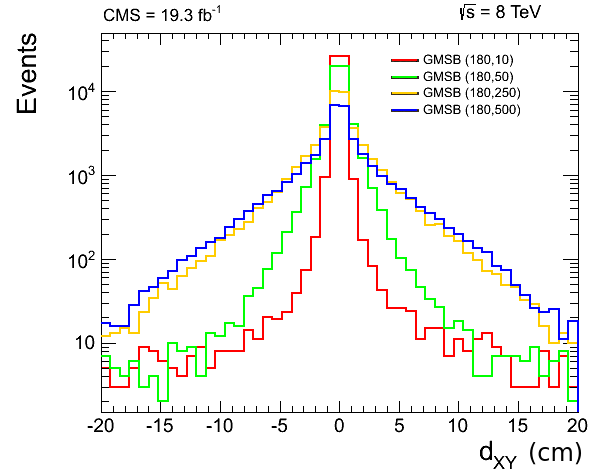 CMS = 19.3 fb⁻¹ √s = 8 TeV
Events
GMSB (180,10)
GMSB (180,50)
GMSB (180,250)
GMSB (180,500)
10⁴
10³
10²
10
-20 -15 -10 -5 0 5 10 15 20
d_XY (cm)